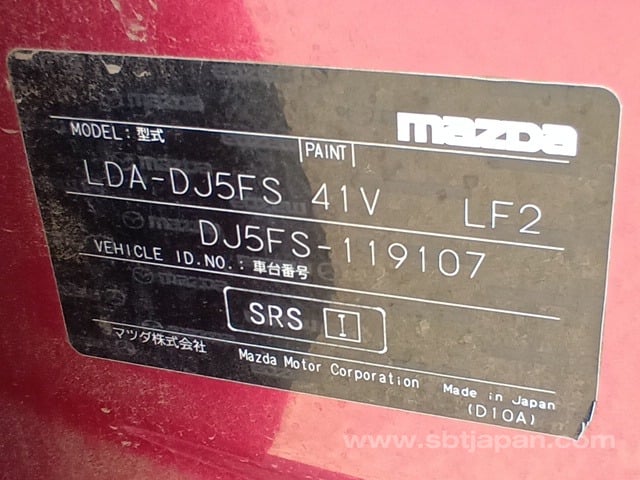 mazda
MODEL: 型式 PAINT
LDA-DJ5FS 41V LF2
DJ5FS-119107
VEHICLE ID.NO.: 車台番号
SRS I
マツダ株式会社 Mazda Motor Corporation Made in Japan
(D10A)
www.sbtjapan.com